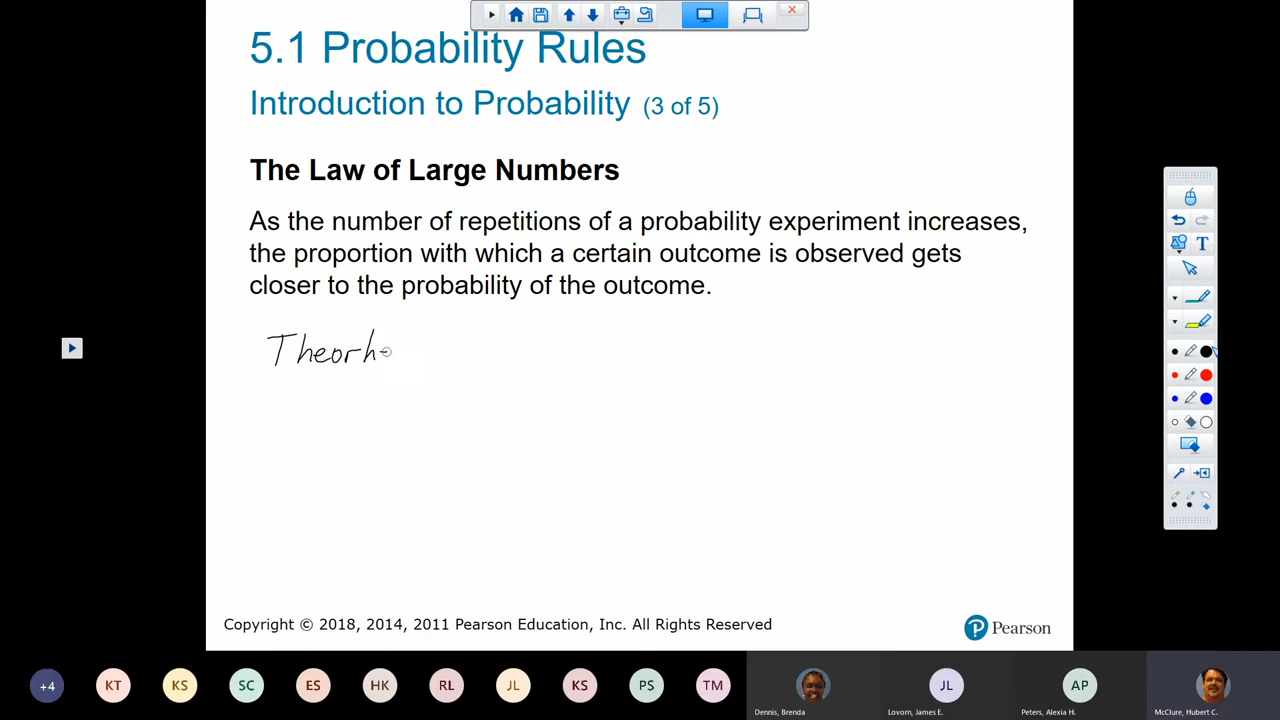 5.1 Probability Rules
Introduction to Probability (3 of 5)
The Law of Large Numbers
As the number of repetitions of a probability experiment increases,
the proportion with which a certain outcome is observed gets
closer to the probability of the outcome.
Theorh
Copyright © 2018, 2014, 2011 Pearson Education, Inc. All Rights Reserved
P Pearson
T
+4 KT KS SC ES HK RL JL KS PS TM JL AP
Dennis, Brenda Lovorn, James E. Peters, Alexia H. McClure, Hubert C.